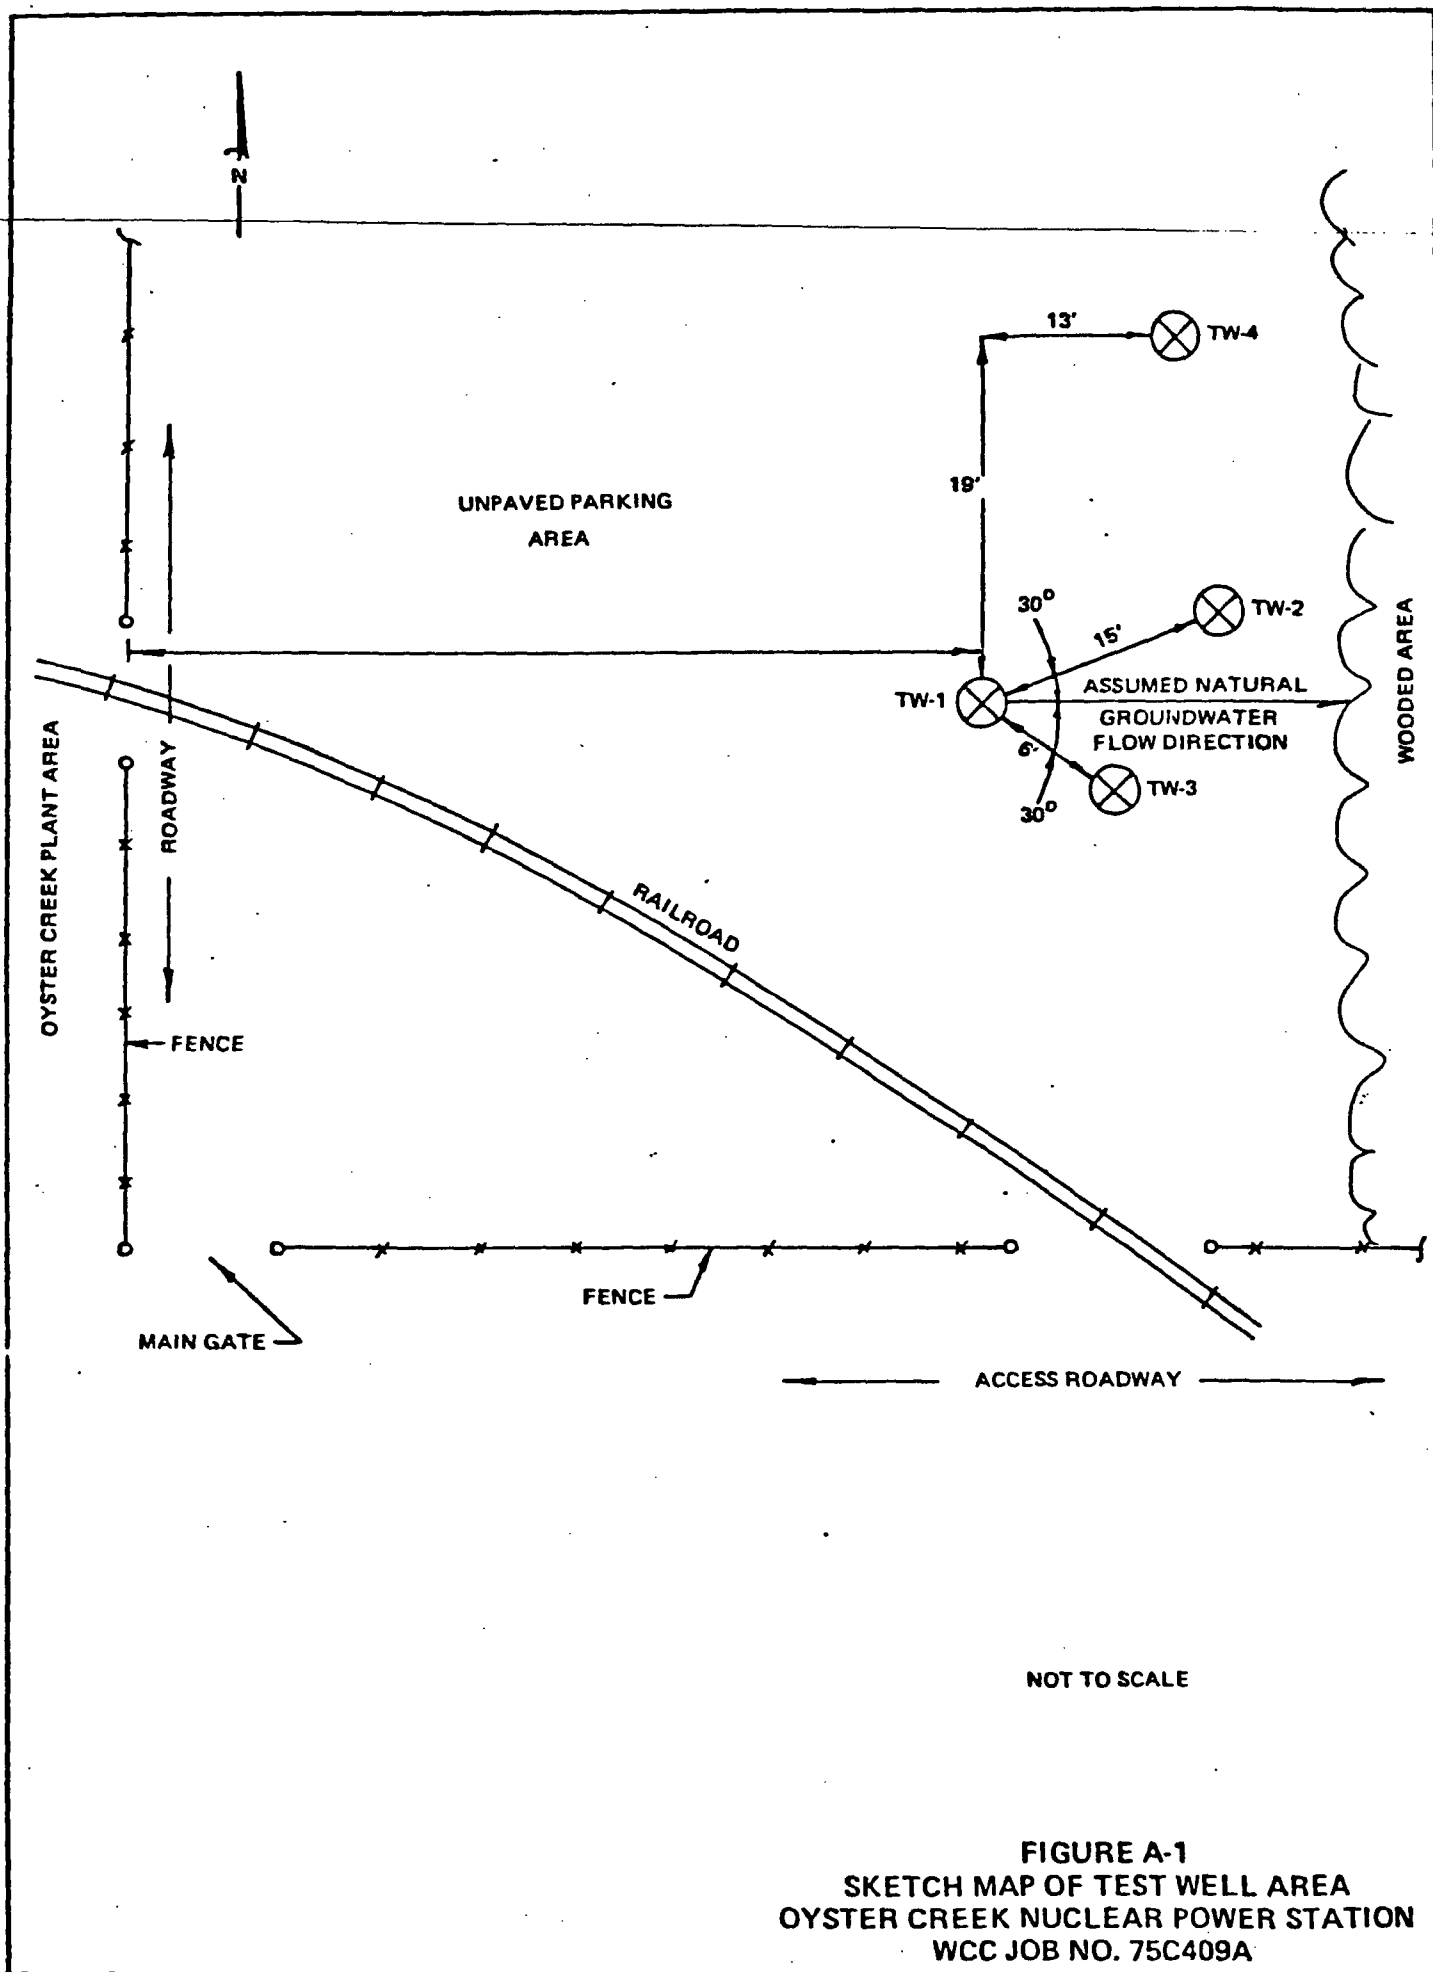 N
13'
TW-4
19'
UNPAVED PARKING
AREA
30°
TW-2
15'
TW-1
ASSUMED NATURAL
GROUNDWATER
FLOW DIRECTION
6'
TW-3
30°
WOODED AREA
OYSTER CREEK PLANT AREA
ROADWAY
RAILROAD
FENCE
FENCE
MAIN GATE
ACCESS ROADWAY
NOT TO SCALE
FIGURE A-1
SKETCH MAP OF TEST WELL AREA
OYSTER CREEK NUCLEAR POWER STATION
WCC JOB NO. 75C409A